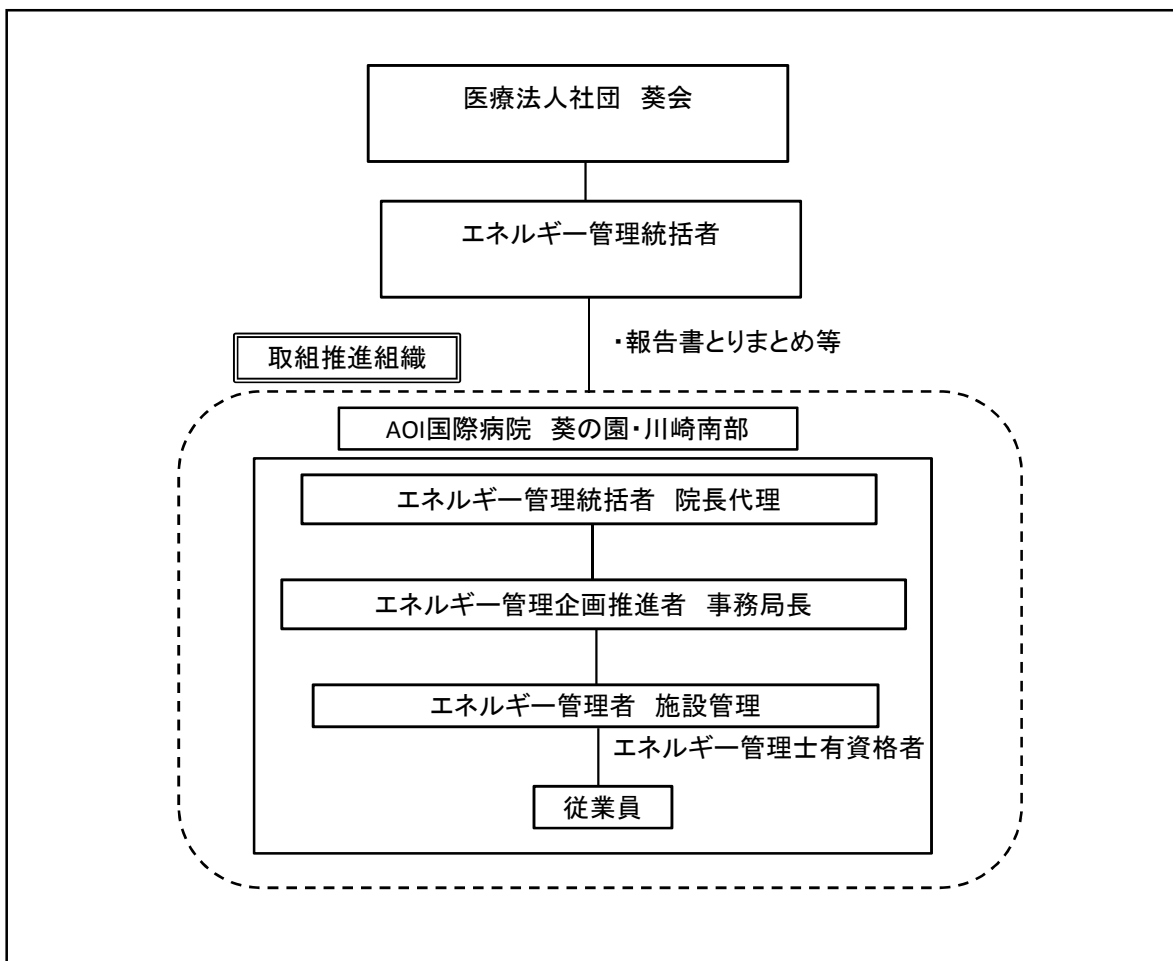 医療法人社団　葵会
エネルギー管理統括者
・報告書とりまとめ等
取組推進組織
AOI国際病院　葵の園・川崎南部
エネルギー管理統括者　院長代理
エネルギー管理企画推進者　事務局長
エネルギー管理者　施設管理
エネルギー管理士有資格者
従業員